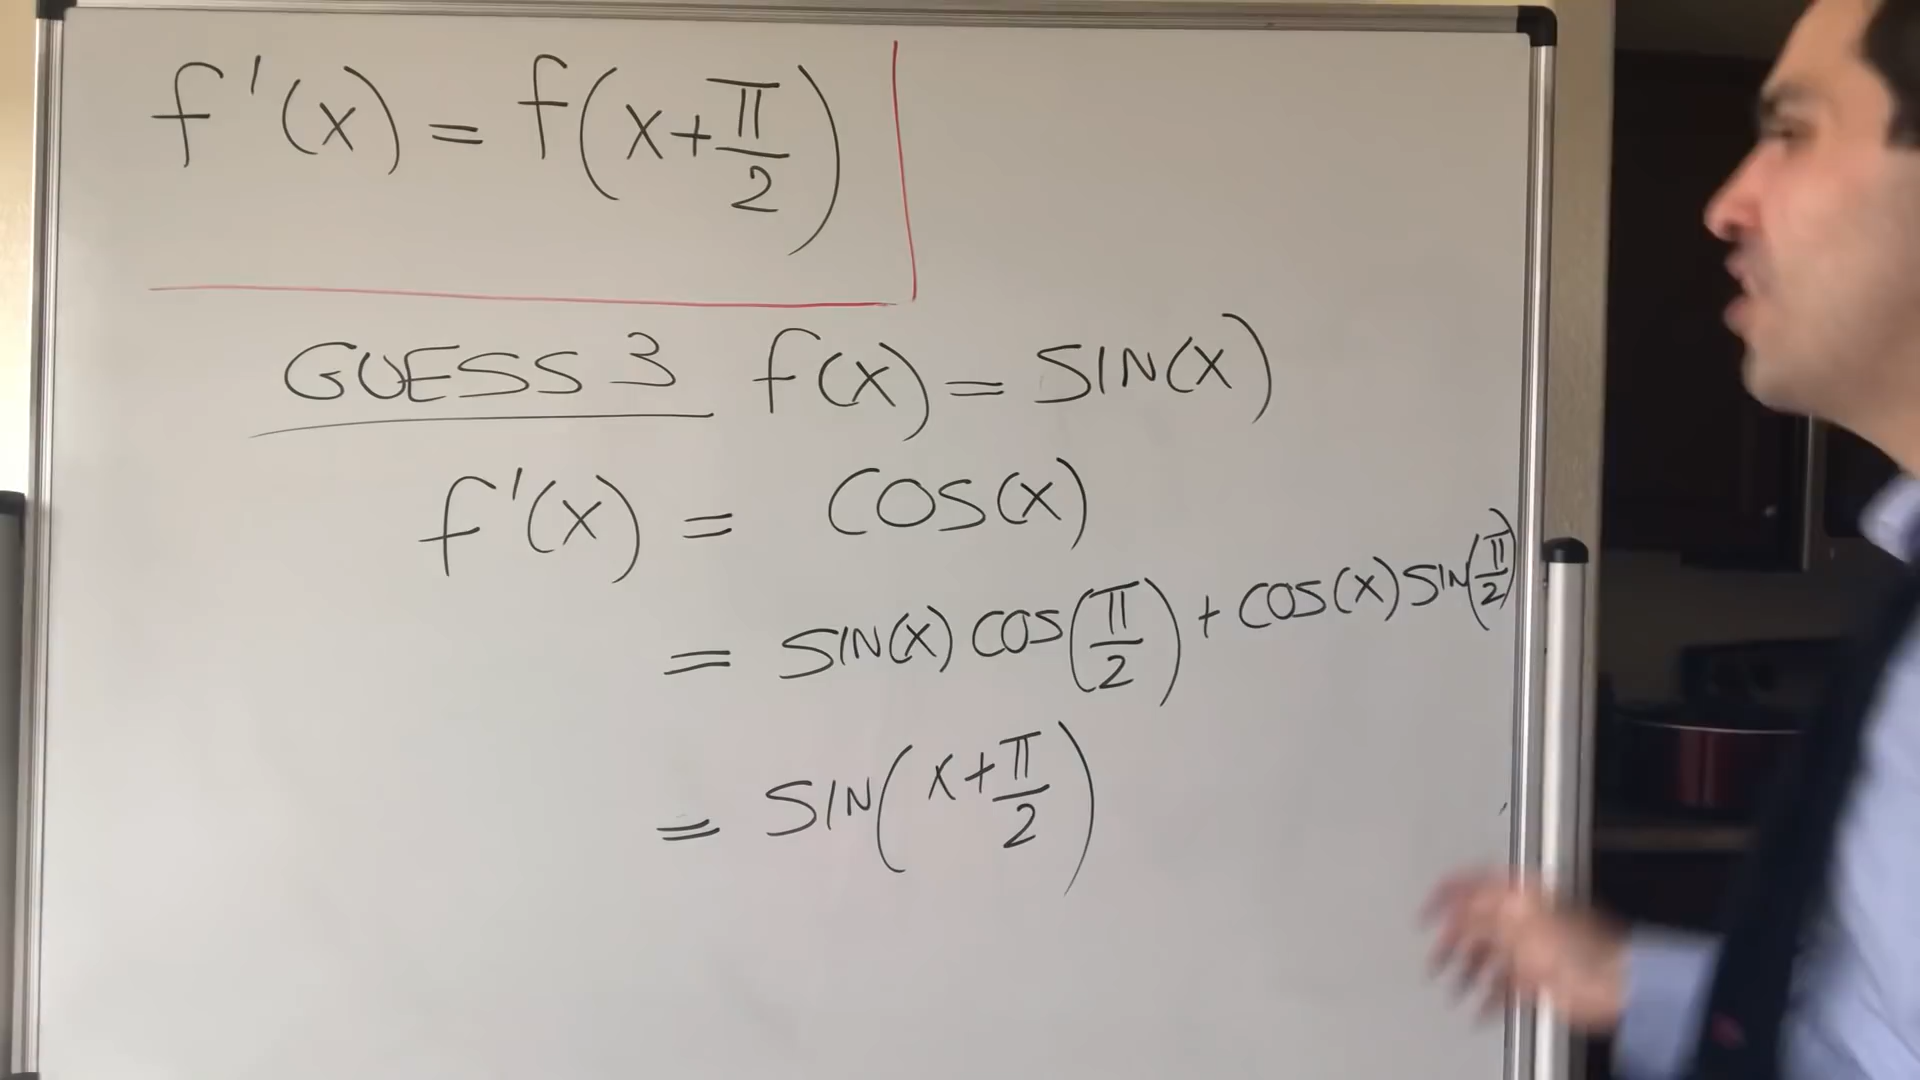 f'(x) = f(x+π/2)
GUESS 3 f(x) = SIN(x)
f'(x) = COS(x)
= SIN(x) COS(π/2) + COS(x) SIN(π/2)
= SIN(x+π/2)